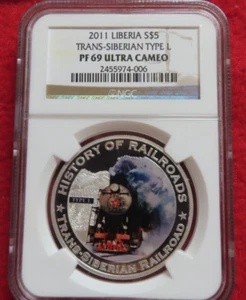 2011 LIBERIA S$5
TRANS-SIBERIAN TYPE L
PF 69 ULTRA CAMEO
2455974-006
NGC
HISTORY OF RAILROADS
TYPE L
TRANS-SIBERIAN RAILROAD